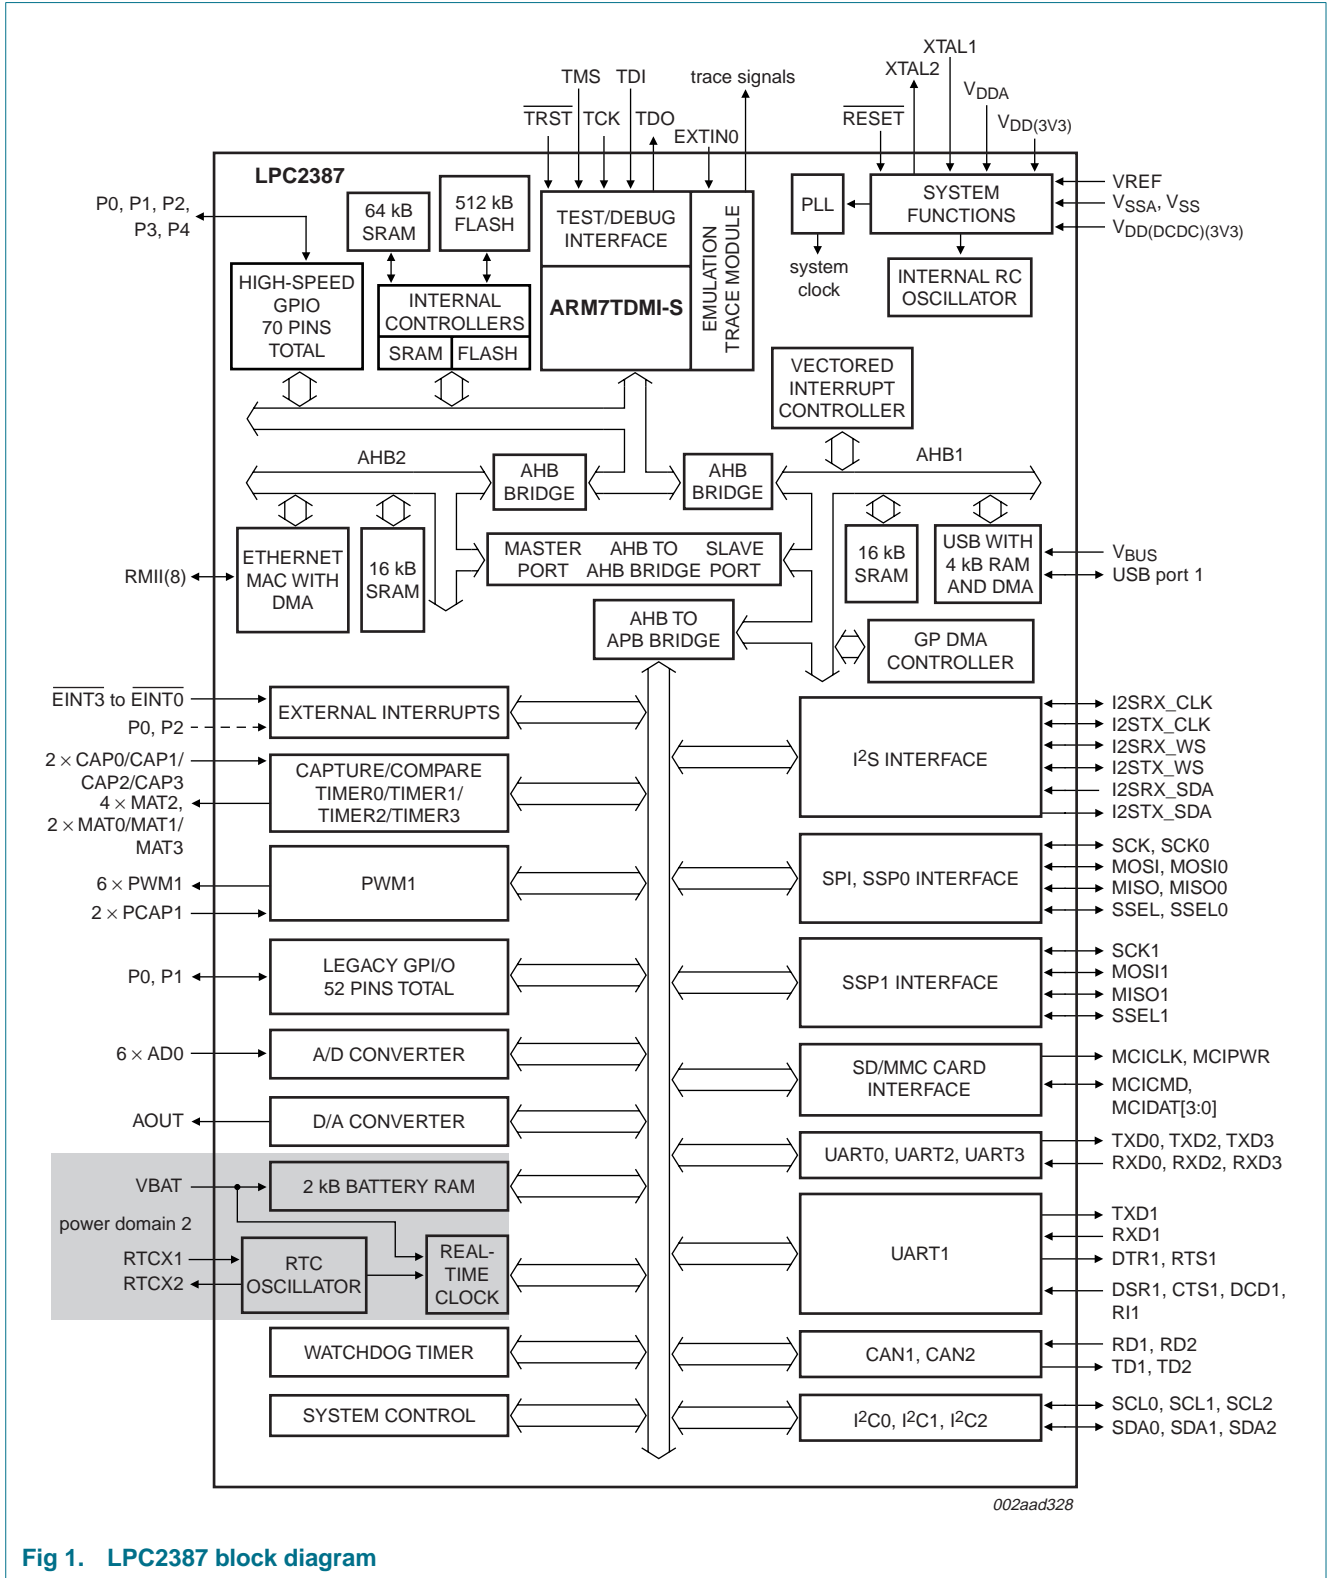 XTAL1
XTAL2
TMS TDI
trace signals
VDDA
TRST TCK TDO
RESET
VDD(3V3)
EXTIN0
LPC2387
P0, P1, P2,
P3, P4
64 kB
SRAM
512 kB
FLASH
TEST/DEBUG
INTERFACE
EMULATION
TRACE MODULE
PLL
SYSTEM
FUNCTIONS
VREF
VSSA, VSS
VDD(DCDC)(3V3)
system
clock
HIGH-SPEED
GPIO
70 PINS
TOTAL
INTERNAL
CONTROLLERS
SRAM FLASH
ARM7TDMI-S
INTERNAL RC
OSCILLATOR
VECTORED
INTERRUPT
CONTROLLER
AHB2
AHB
BRIDGE
AHB
BRIDGE
AHB1
RMII(8)
ETHERNET
MAC WITH
DMA
16 kB
SRAM
MASTER
PORT
AHB TO
AHB BRIDGE
SLAVE
PORT
16 kB
SRAM
USB WITH
4 kB RAM
AND DMA
VBUS
USB port 1
AHB TO
APB BRIDGE
GP DMA
CONTROLLER
EINT3 to EINT0
P0, P2
EXTERNAL INTERRUPTS
2 × CAP0/CAP1/
CAP2/CAP3
4 × MAT2,
2 × MAT0/MAT1/
MAT3
CAPTURE/COMPARE
TIMER0/TIMER1/
TIMER2/TIMER3
I2S INTERFACE
I2SRX_CLK
I2STX_CLK
I2SRX_WS
I2STX_WS
I2SRX_SDA
I2STX_SDA
6 × PWM1
2 × PCAP1
PWM1
SPI, SSP0 INTERFACE
SCK, SCK0
MOSI, MOSI0
MISO, MISO0
SSEL, SSEL0
P0, P1
LEGACY GPI/O
52 PINS TOTAL
SSP1 INTERFACE
SCK1
MOSI1
MISO1
SSEL1
6 × AD0
A/D CONVERTER
SD/MMC CARD
INTERFACE
MCICLK, MCIPWR
MCICMD,
MCIDAT[3:0]
AOUT
D/A CONVERTER
UART0, UART2, UART3
TXD0, TXD2, TXD3
RXD0, RXD2, RXD3
VBAT
2 kB BATTERY RAM
power domain 2
RTCX1
RTCX2
RTC
OSCILLATOR
REAL-
TIME
CLOCK
UART1
TXD1
RXD1
DTR1, RTS1
DSR1, CTS1, DCD1,
RI1
WATCHDOG TIMER
CAN1, CAN2
RD1, RD2
TD1, TD2
SYSTEM CONTROL
I2C0, I2C1, I2C2
SCL0, SCL1, SCL2
SDA0, SDA1, SDA2
002aad328
Fig 1. LPC2387 block diagram